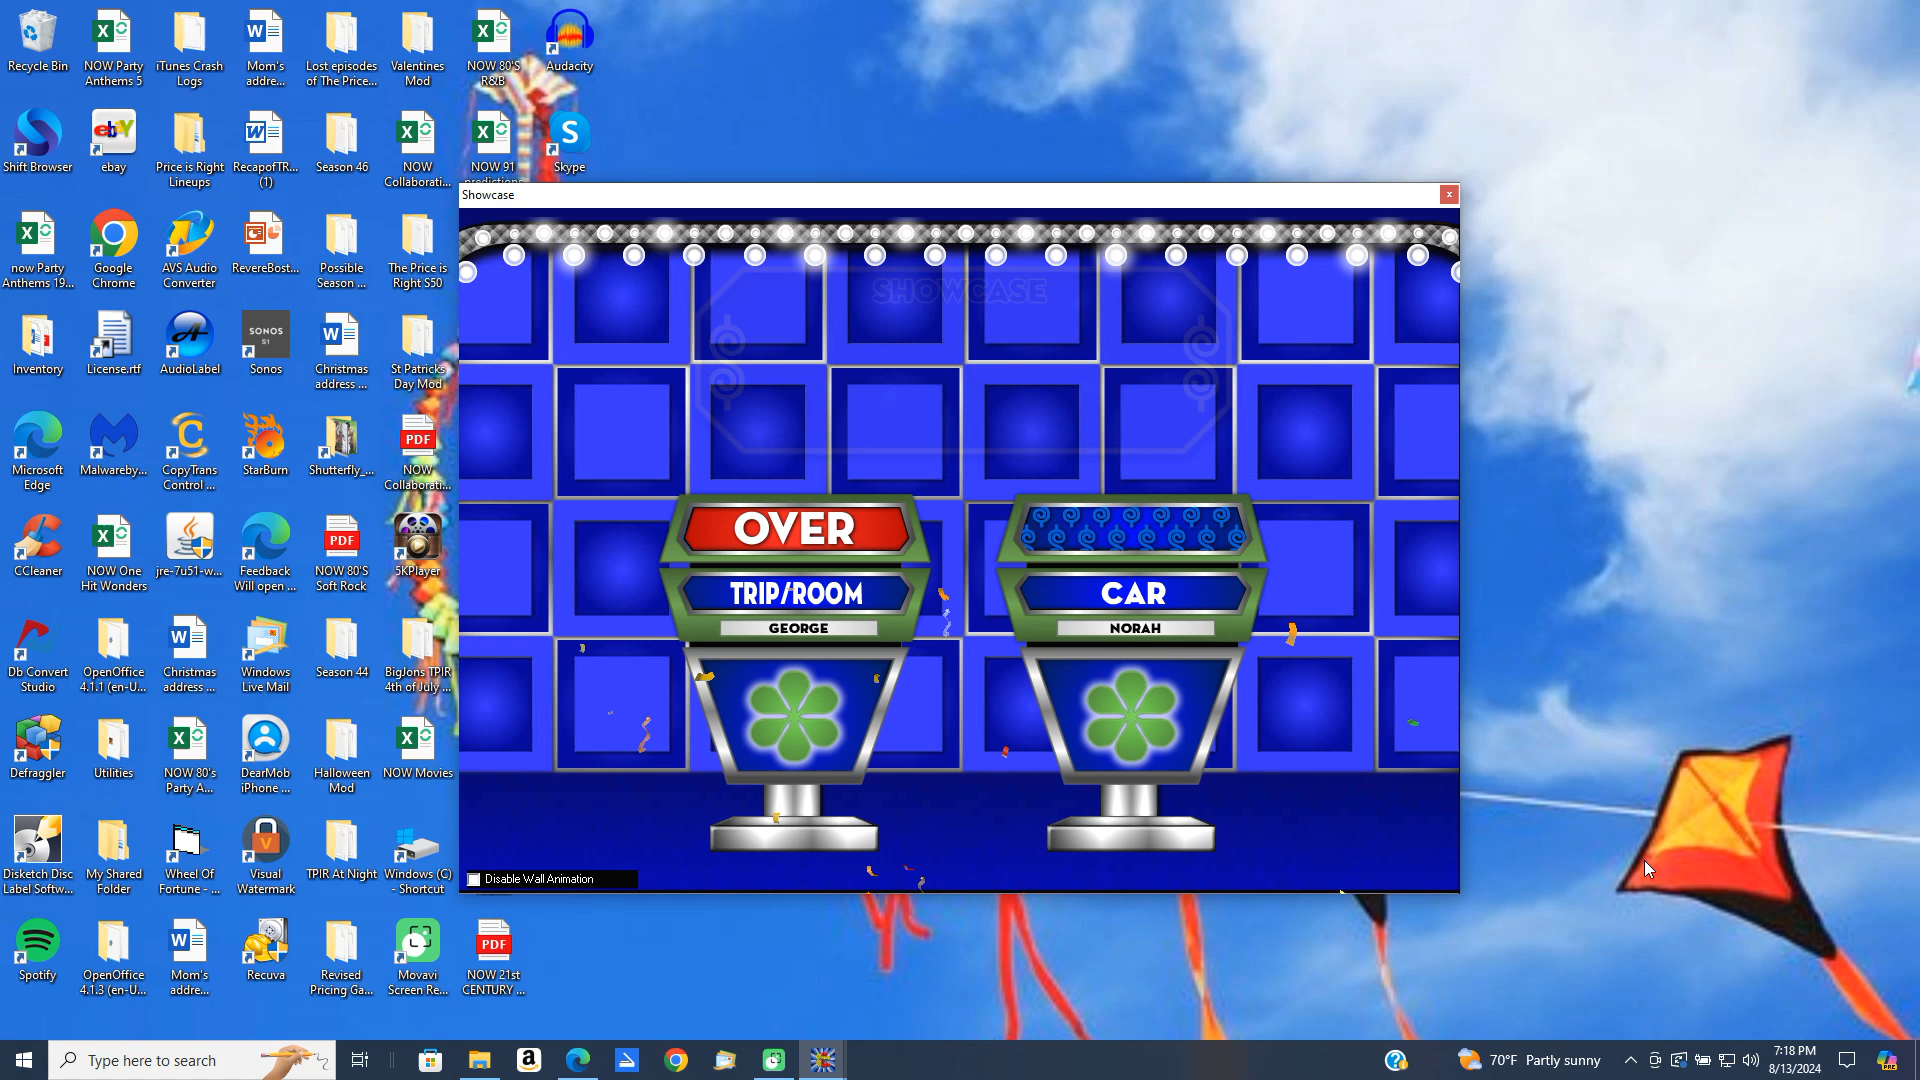 Recycle Bin
NOW Party
Anthems 5
iTunes Crash
Logs
Mom's
addre...
Lost episodes
of The Price...
Valentines
Mod
NOW 80'S
R&B
Audacity
Shift Browser
ebay
ebay
Price is Right
Lineups
RecapofTR...
(1)
Season 46
NOW
Collaborati...
NOW 91
predictions
Skype
now Party
Anthems 19...
Google
Chrome
AVS Audio
Converter
RevereBost...
Possible
Season ...
The Price is
Right S50
Inventory
License.rtf
AudioLabel
SONOS
S1
Sonos
Christmas
address ...
St Patricks
Day Mod
Microsoft
Edge
Malwareby...
CopyTrans
Control ...
StarBurn
Shutterfly_...
PDF
NOW
Collaborati...
CCleaner
NOW One
Hit Wonders
jre-7u51-w...
Feedback
Will open ...
PDF
NOW 80'S
Soft Rock
5KPlayer
Db Convert
Studio
OpenOffice
4.1.1 (en-U...
Christmas
address ...
Windows
Live Mail
Season 44
BigJons TPIR
4th of July ...
Defraggler
Utilities
NOW 80's
Party A...
DearMob
iPhone ...
Halloween
Mod
NOW Movies
Disketch Disc
Label Softw...
My Shared
Folder
Wheel Of
Fortune - ...
Visual
Watermark
TPIR At Night
Windows (C)
- Shortcut
Spotify
OpenOffice
4.1.3 (en-U...
Mom's
addre...
Recuva
Revised
Pricing Ga...
Movavi
Screen Re...
PDF
NOW 21st
CENTURY ...
Showcase
x
SHOWCASE
OVER
TRIP/ROOM
GEORGE
CAR
NORAH
Disable Wall Animation
Type here to search
70°F Partly sunny
7:18 PM
8/13/2024
PRE